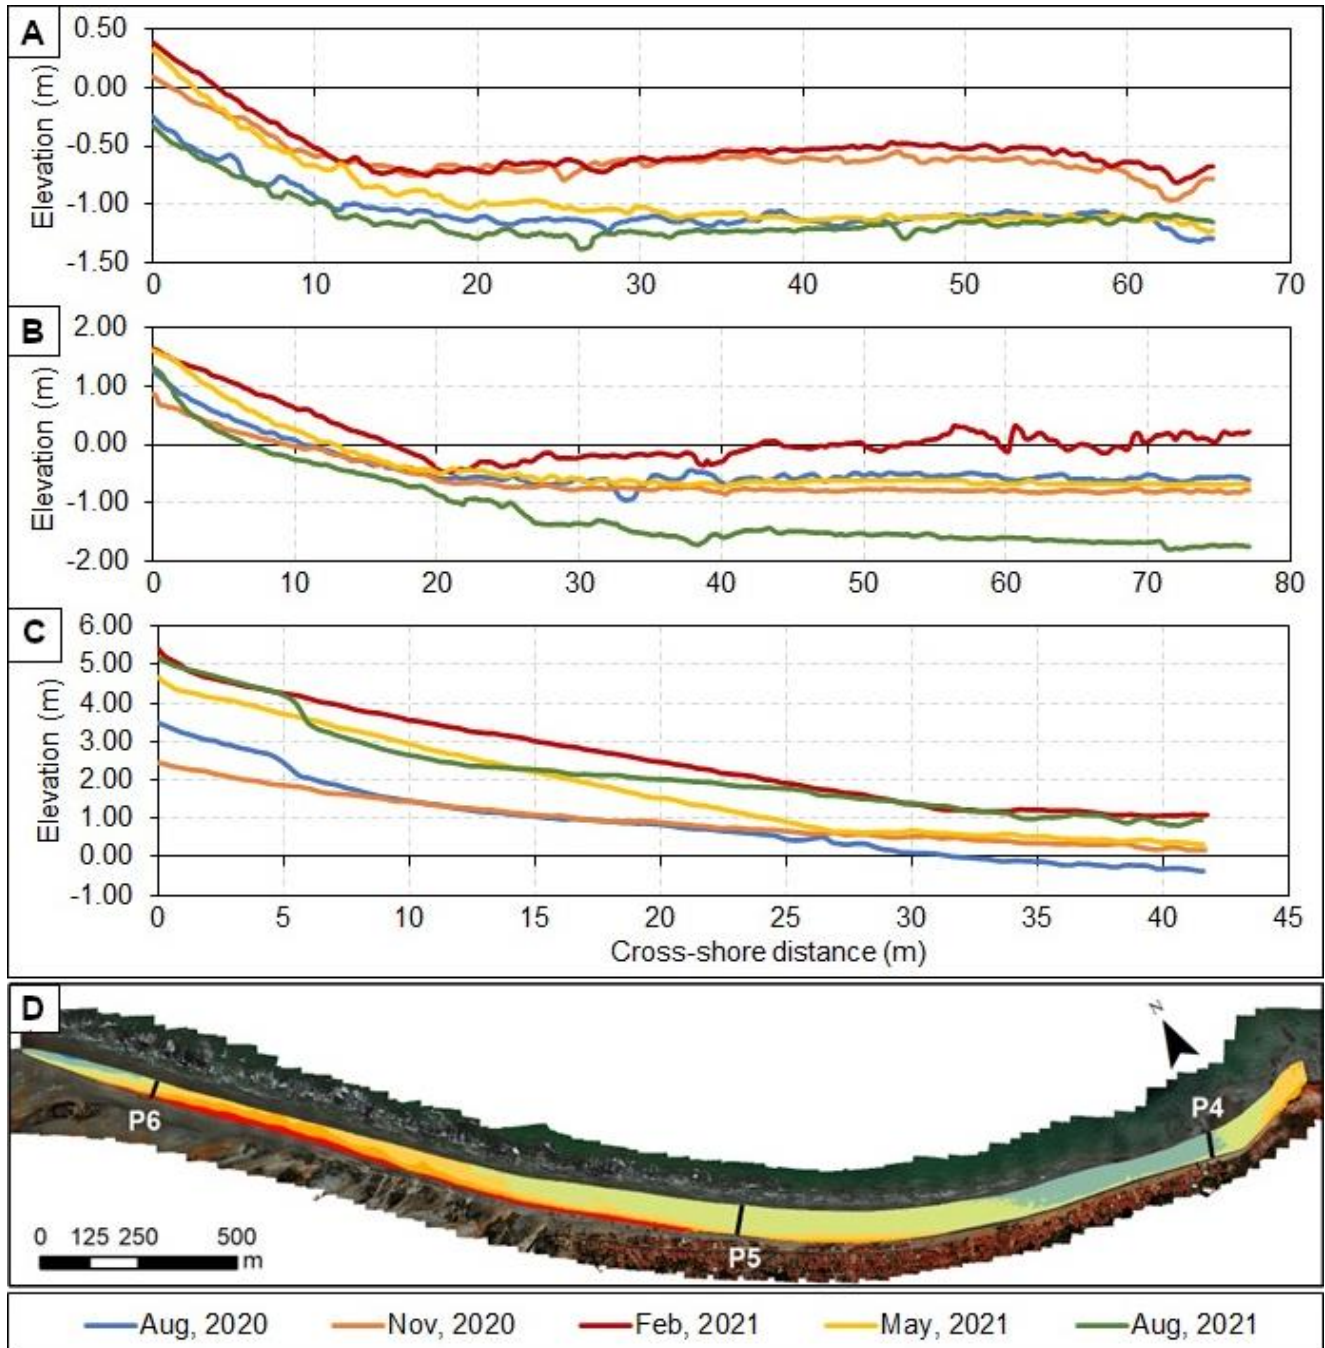 A
Elevation (m)
0.50
0.00
-0.50
-1.00
-1.50
0 10 20 30 40 50 60 70
B
Elevation (m)
2.00
1.00
0.00
-1.00
-2.00
0 10 20 30 40 50 60 70 80
C
Elevation (m)
6.00
5.00
4.00
3.00
2.00
1.00
0.00
-1.00
0 5 10 15 20 25 30 35 40 45
Cross-shore distance (m)
D
N
P4
P6
P5
0 125 250 500
m
Aug, 2020 Nov, 2020 Feb, 2021 May, 2021 Aug, 2021